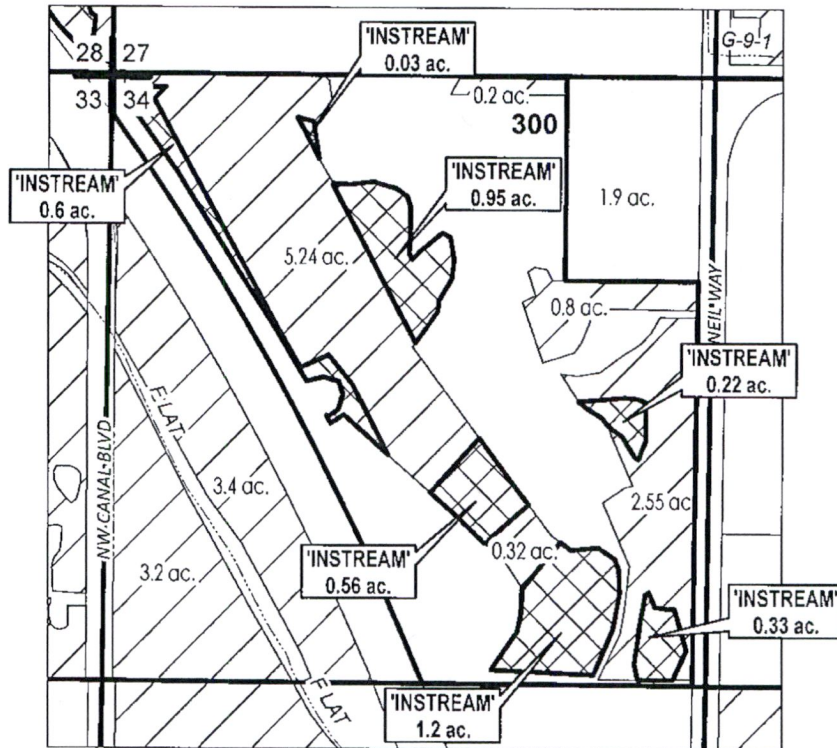 28 27
33 34
'INSTREAM'
0.03 ac.
G-9-1
0.2 ac.
300
'INSTREAM'
0.6 ac.
'INSTREAM'
0.95 ac.
1.9 ac.
5.24 ac.
0.8 ac.
NEIL WAY
'INSTREAM'
0.22 ac.
F LAT
NW CANAL BLVD
3.4 ac.
3.2 ac.
2.55 ac.
'INSTREAM'
0.56 ac.
0.32 ac.
'INSTREAM'
0.33 ac.
F LAT
'INSTREAM'
1.2 ac.